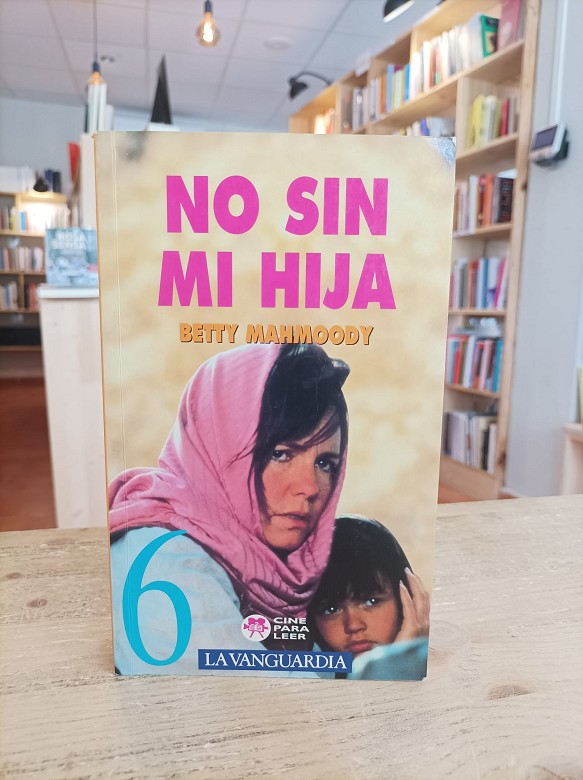 NO SIN
MI HIJA
BETTY MAHMOODY
6
CINE
PARA
LEER
LA VANGUARDIA